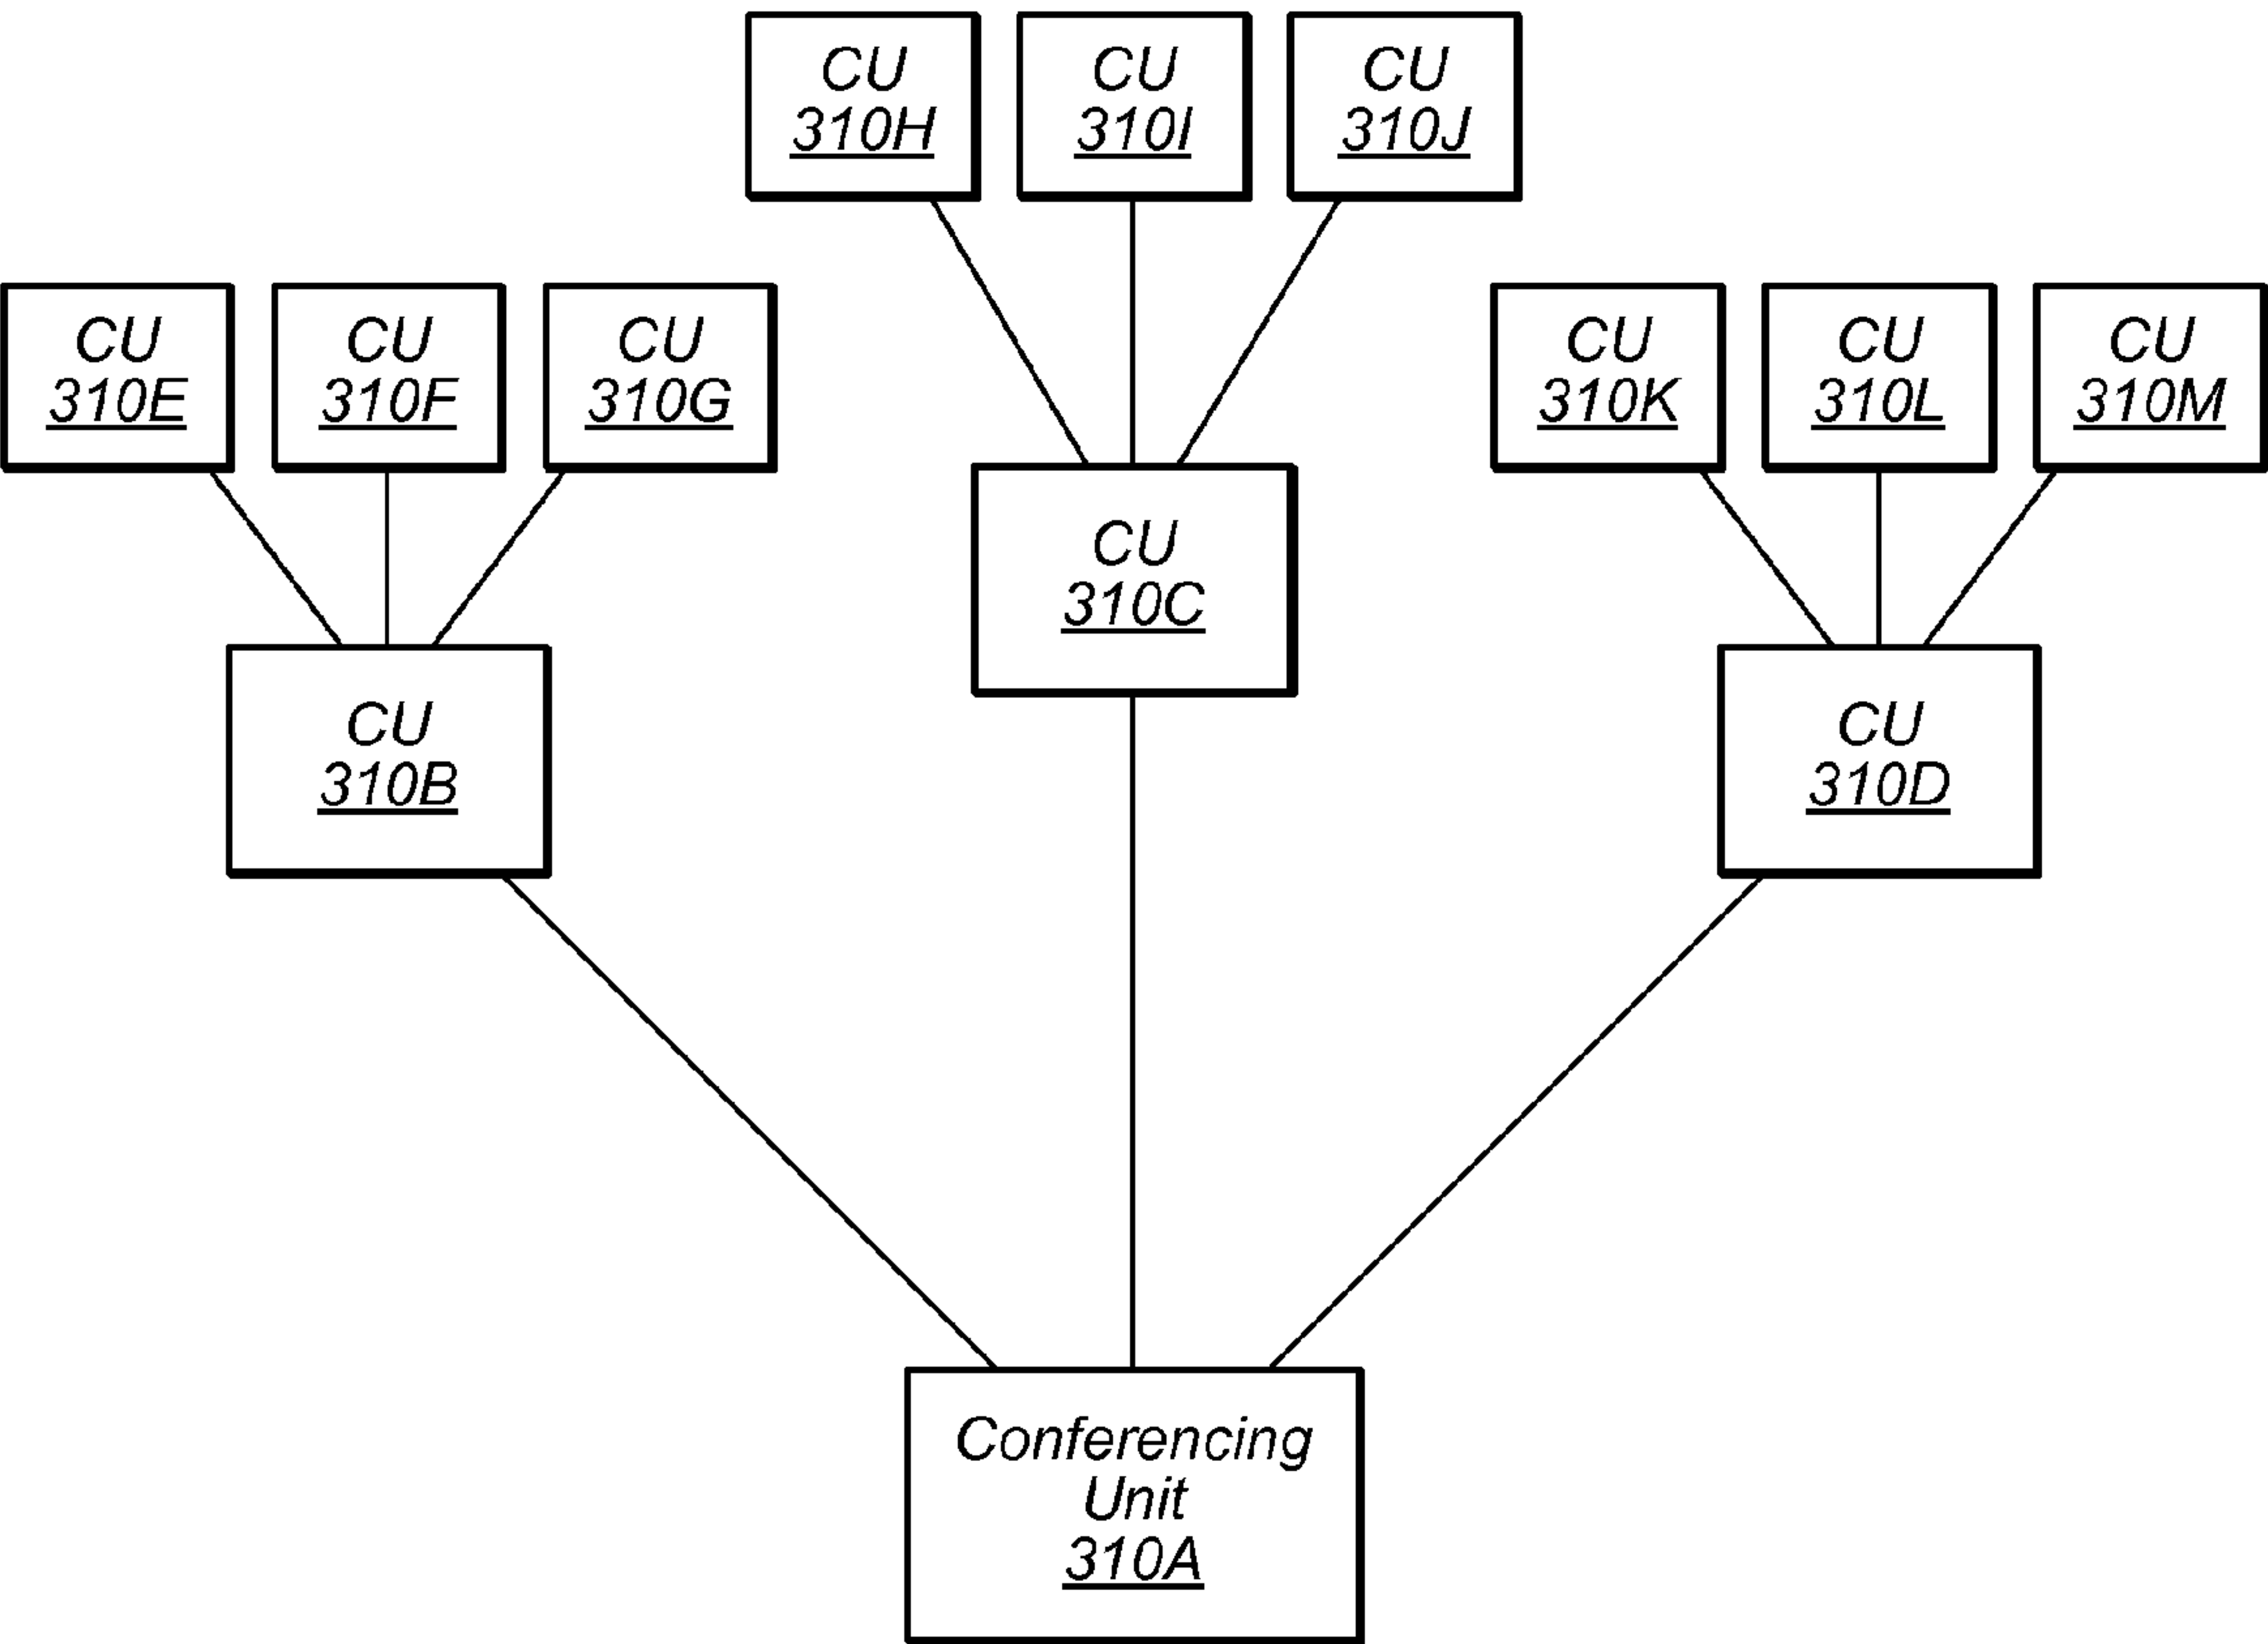 CU
310H
CU
310I
CU
310J
CU
310E
CU
310F
CU
310G
CU
310K
CU
310L
CU
310M
CU
310C
CU
310B
CU
310D
Conferencing
Unit
310A